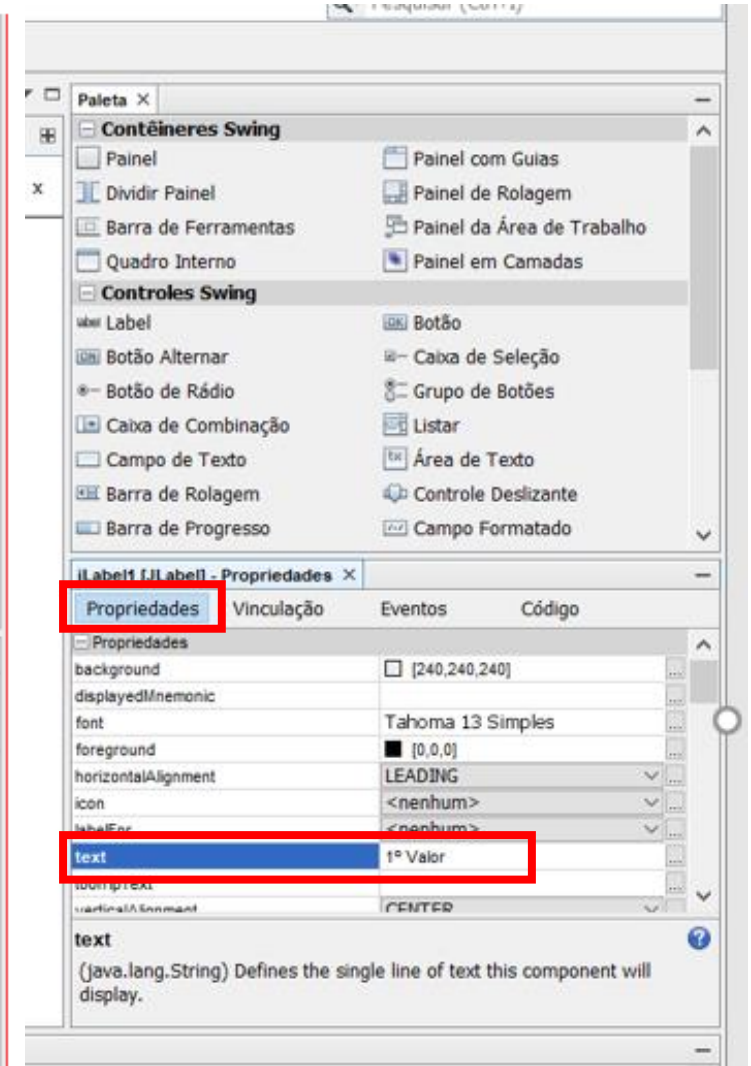 Pesquisar (Ctrl+I)
Paleta ×
Contêineres Swing
Painel
Painel com Guias
Dividir Painel
Painel de Rolagem
Barra de Ferramentas
Painel da Área de Trabalho
Quadro Interno
Painel em Camadas
Controles Swing
label Label
OK Botão
Botão Alternar
Caixa de Seleção
Botão de Rádio
Grupo de Botões
Caixa de Combinação
Listar
Campo de Texto
Área de Texto
Barra de Rolagem
Controle Deslizante
Barra de Progresso
Campo Formatado
jLabel1 [JLabel] - Propriedades ×
Propriedades Vinculação Eventos Código
Propriedades
background [240,240,240] ...
displayedMnemonic ...
font Tahoma 13 Simples ...
foreground [0,0,0] ...
horizontalAlignment LEADING ...
icon <nenhum> ...
labelFor <nenhum> ...
text 1º Valor ...
toolTipText ...
verticalAlignment CENTER
text
(java.lang.String) Defines the single line of text this component will
display.